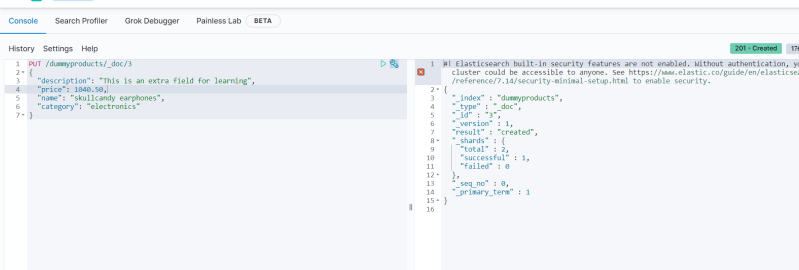 Console Search Profiler Grok Debugger Painless Lab BETA
History Settings Help
201 - Created
1 PUT /dummyproducts/_doc/3
2 {
3 "description": "This is an extra field for learning",
4 "price": 1040.50,
5 "name": "skullcandy earphones",
6 "category": "electronics"
7 }
1 #! Elasticsearch built-in security features are not enabled. Without authentication,
cluster could be accessible to anyone. See https://www.elastic.co/guide/en/
/reference/7.14/security-minimal-setup.html to enable security.
2 {
3 "_index" : "dummyproducts",
4 "_type" : "_doc",
5 "_id" : "3",
6 "_version" : 1,
7 "result" : "created",
8 "_shards" : {
9 "total" : 2,
10 "successful" : 1,
11 "failed" : 0
12 },
13 "_seq_no" : 0,
14 "_primary_term" : 1
15 }
16